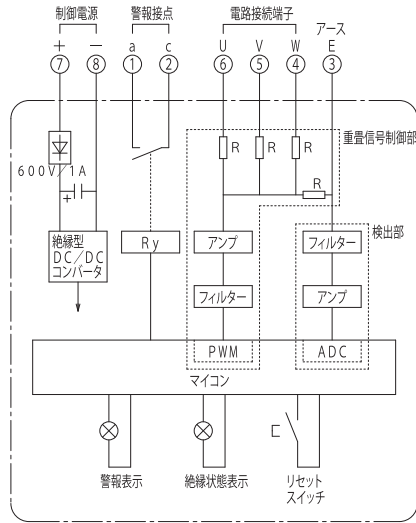 制御電源 警報接点 電路接続端子 アース
＋ － a c U V W E
⑦ ⑧ ① ② ⑥ ⑤ ④ ③
重畳信号制御部
R R R
600V／1A
R
＋
検出部
絶縁型
DC／DC
コンバータ
Ry アンプ フィルター
フィルター アンプ
PWM ADC
マイコン
警報表示 絶縁状態表示 リセット
スイッチ